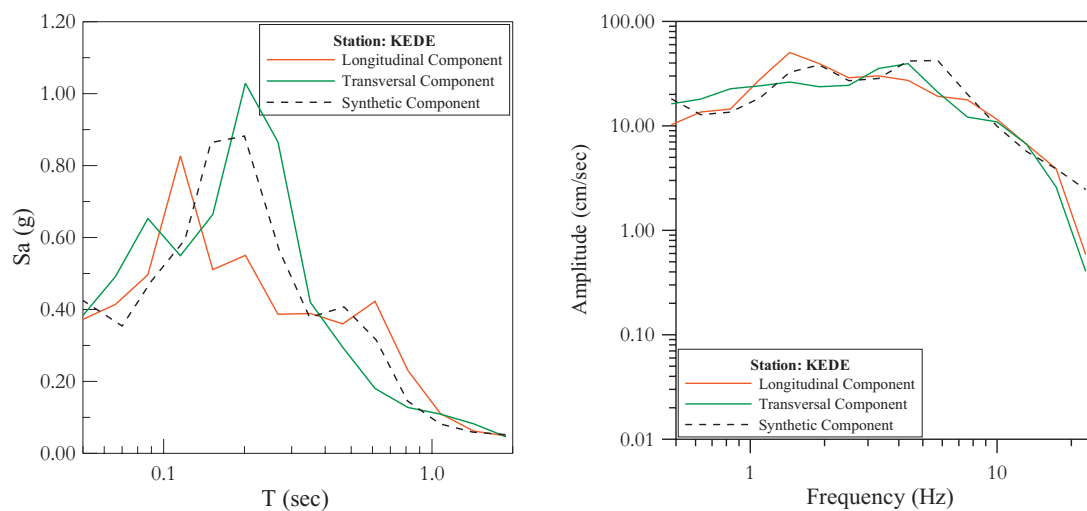 1.20
1.00
0.80
0.60
0.40
0.20
0.00
Sa (g)
0.1
1.0
T (sec)
Station: KEDE
Longitudinal Component
Transversal Component
Synthetic Component
100.00
10.00
1.00
0.10
0.01
Amplitude (cm/sec)
Station: KEDE
Longitudinal Component
Transversal Component
Synthetic Component
1
10
Frequency (Hz)